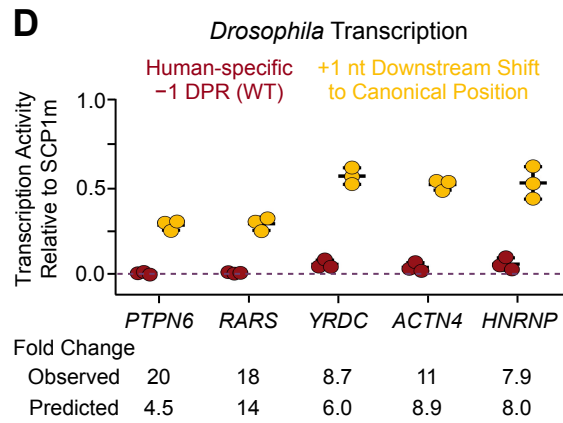 D
Drosophila Transcription
Human-specific
−1 DPR (WT)
+1 nt Downstream Shift
to Canonical Position
Transcription Activity
Relative to SCP1m
1.0
0.5
0.0
PTPN6 RARS YRDC ACTN4 HNRNP
Fold Change
Observed 20 18 8.7 11 7.9
Predicted 4.5 14 6.0 8.9 8.0